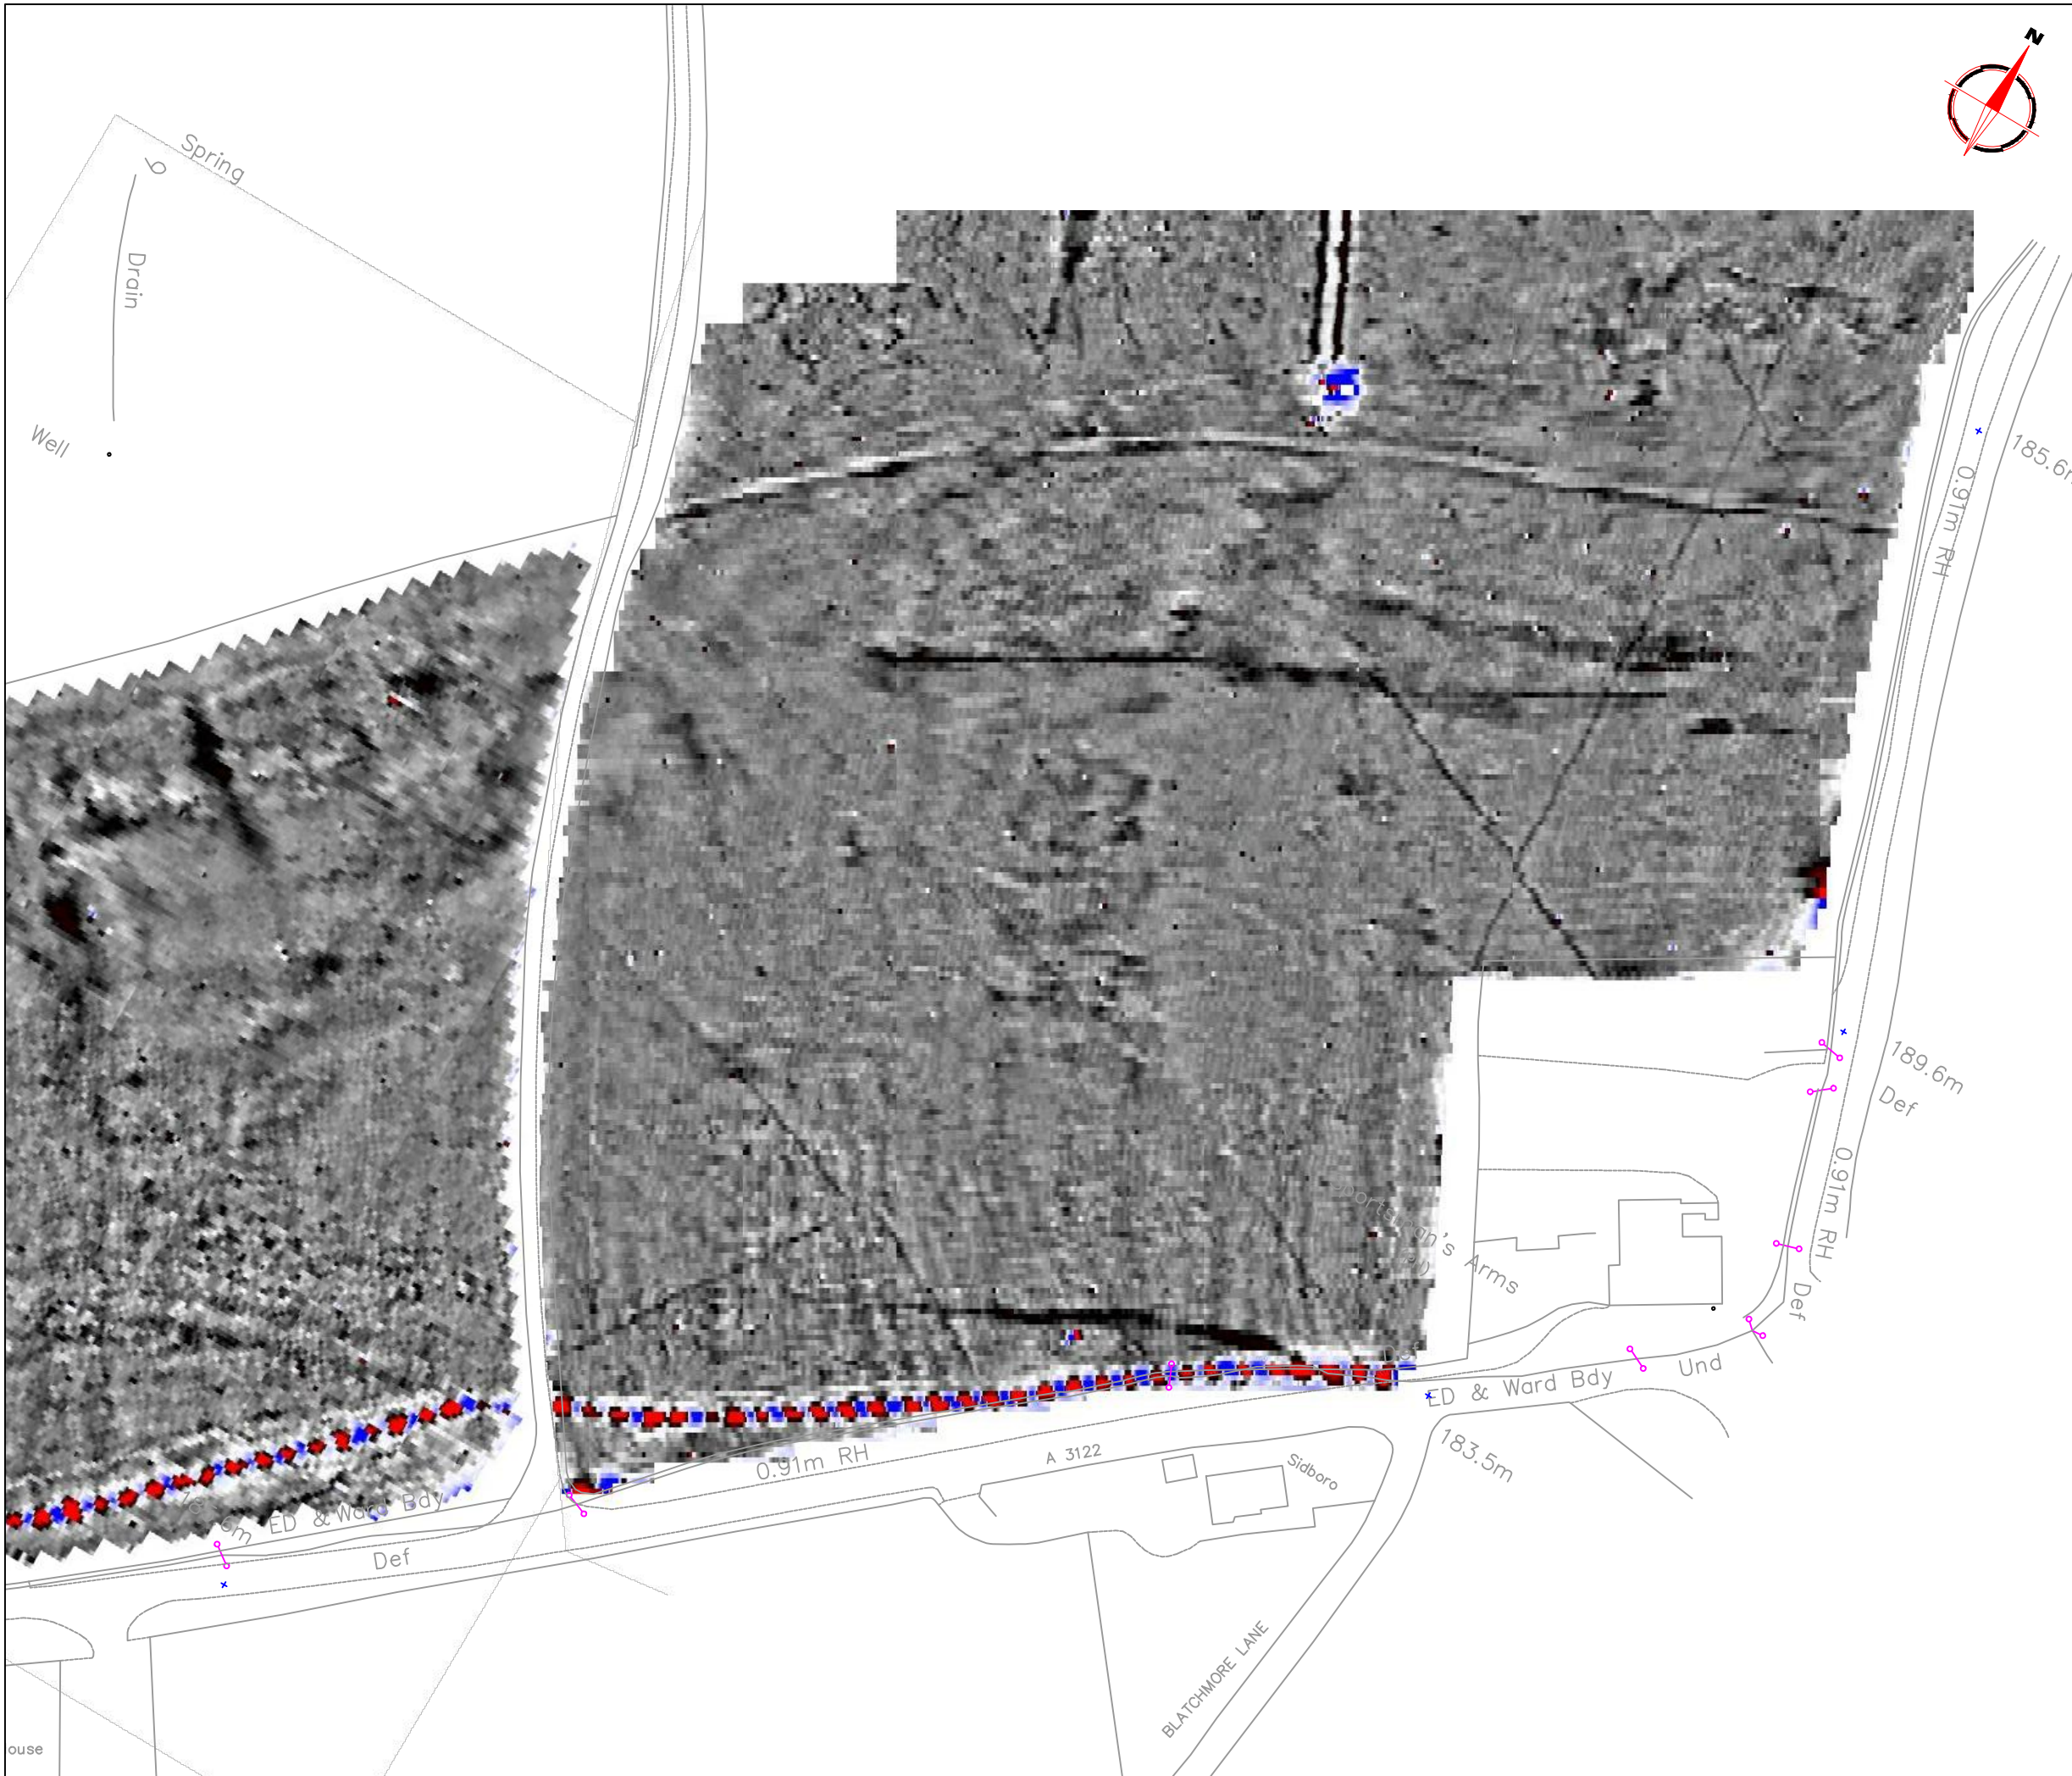 N
Spring
Drain
Well
185.6m
0.91m RH
189.6m
Def
0.91m RH
Def
Arms
ED & Ward Bdy
Und
183.5m
0.91m RH
A 3122
Sidboro
ED & Ward Bdy
Def
BLATCHMORE LANE
ouse